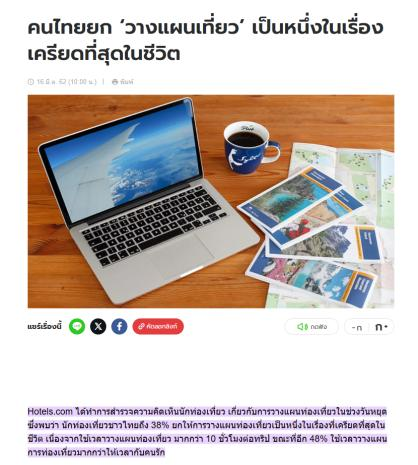 คนไทยยก ‘วางแผนเที่ยว’ เป็นหนึ่งในเรื่อง
เครียดที่สุดในชีวิต
16 มี.ค. 62 (10:00 น.) | พิมพ์
แชร์เรื่องนี้ คัดลอกลิงก์ กดฟัง -ก ก+
Hotels.com ได้ทำการสำรวจความคิดเห็นนักท่องเที่ยว เกี่ยวกับการวางแผนเที่ยวในช่วงวันหยุด
ซึ่งพบว่า นักท่องเที่ยวชาวไทยถึง 38% ยกให้การวางแผนเที่ยวเป็นหนึ่งในเรื่องที่เครียดที่สุดใน
ชีวิต เนื่องจากใช้เวลาวางแผนท่องเที่ยว มากกว่า 10 ชั่วโมงต่อทริป ขณะที่อีก 48% ใช้เวลาวางแผน
การท่องเที่ยวมากกว่าให้เวลากับคนรัก